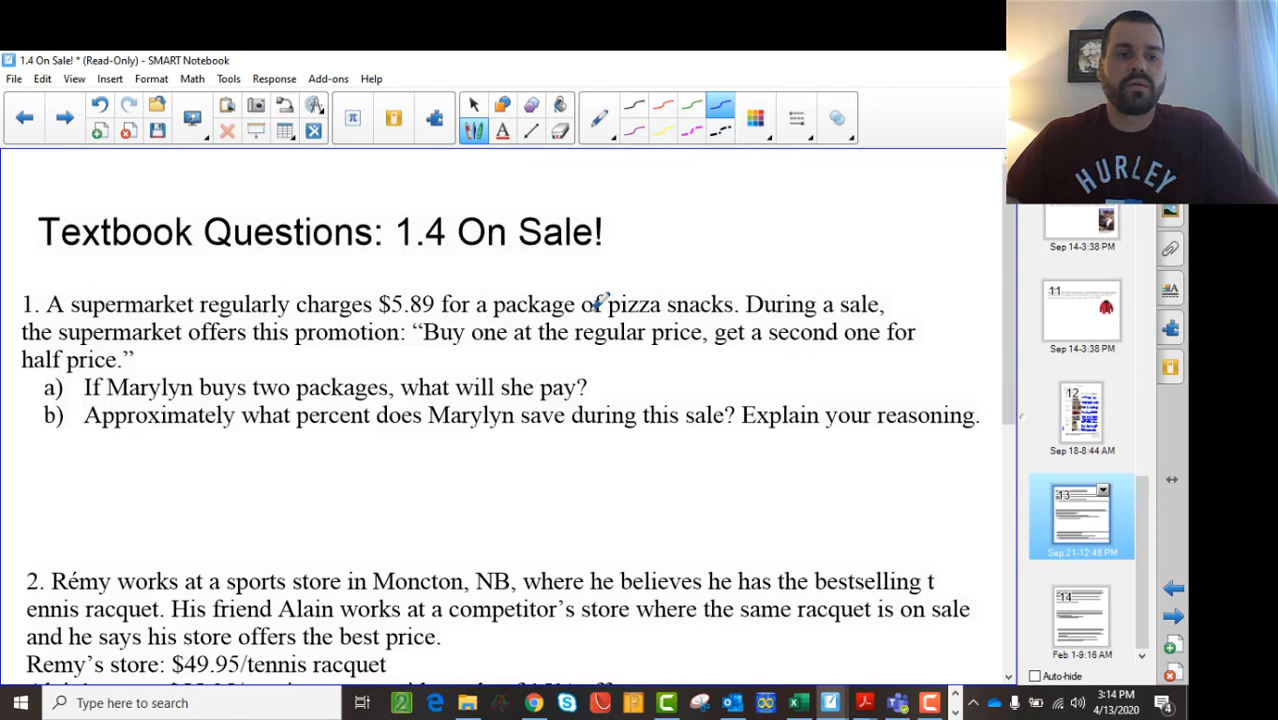 1.4 On Sale! * (Read-Only) - SMART Notebook
File Edit View Insert Format Math Tools Response Add-ons Help
HURLEY
Textbook Questions: 1.4 On Sale!
1. A supermarket regularly charges $5.89 for a package of pizza snacks. During a sale,
the supermarket offers this promotion: “Buy one at the regular price, get a second one for
half price.”
a) If Marylyn buys two packages, what will she pay?
b) Approximately what percent does Marylyn save during this sale? Explain your reasoning.
2. Rémy works at a sports store in Moncton, NB, where he believes he has the bestselling t
ennis racquet. His friend Alain works at a competitor’s store where the same racquet is on sale
and he says his store offers the best price.
Remy’s store: $49.95/tennis racquet
Sep 14-3:38 PM
11
Sep 14-3:38 PM
12
Sep 18-8:44 AM
13
Sep 21-12:48 PM
14
Feb 1-9:16 AM
Auto-hide
Type here to search
3:14 PM
4/13/2020
4